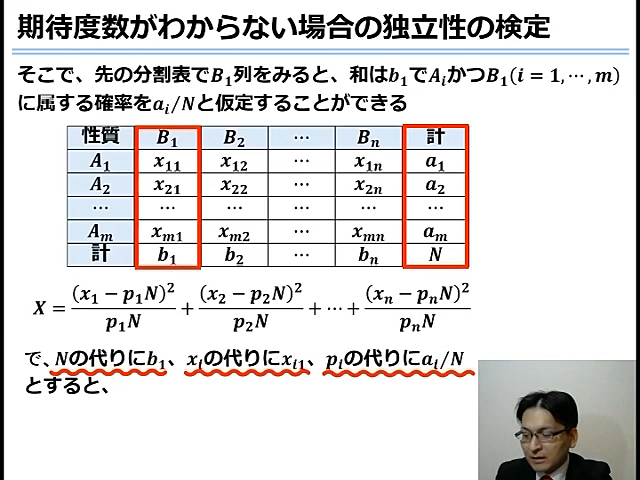 期待度数がわからない場合の独立性の検定
そこで、先の分割表でB₁列をみると、和はb₁でAᵢかつB₁(i = 1, ⋯, m)
に属する確率をaᵢ/Nと仮定することができる
性質 B₁ B₂ ⋯ Bₙ 計
A₁ x₁₁ x₁₂ ⋯ x₁ₙ a₁
A₂ x₂₁ x₂₂ ⋯ x₂ₙ a₂
⋯ ⋯ ⋯ ⋯ ⋯ ⋯
Aₘ xₘ₁ xₘ₂ ⋯ xₘₙ aₘ
計 b₁ b₂ ⋯ bₙ N
X = (x₁ − p₁N)²/p₁N + (x₂ − p₂N)²/p₂N + ⋯ + (xₙ − pₙN)²/pₙN
で、Nの代りにb₁、xᵢの代りにxᵢ₁、pᵢの代りにaᵢ/N
とすると、